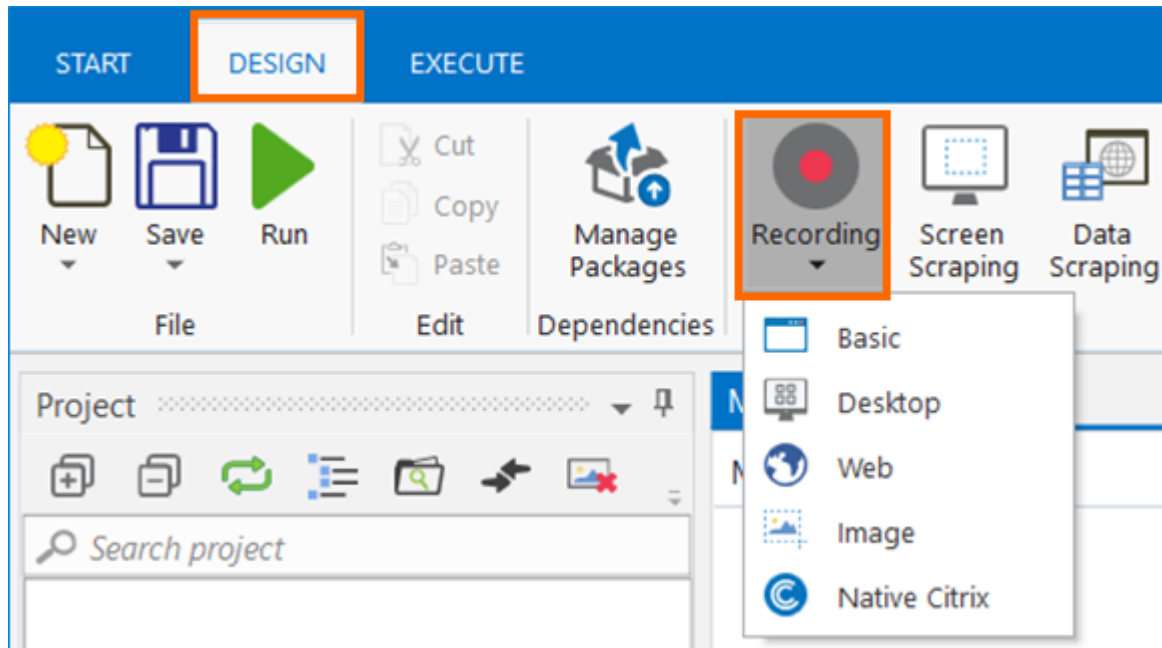 START DESIGN EXECUTE
New Save Run
Cut
Copy
Paste
Manage
Packages
Recording
Screen
Scraping
Data
Scraping
File Edit Dependencies
Basic
Desktop
Web
Image
Native Citrix
Project
Search project